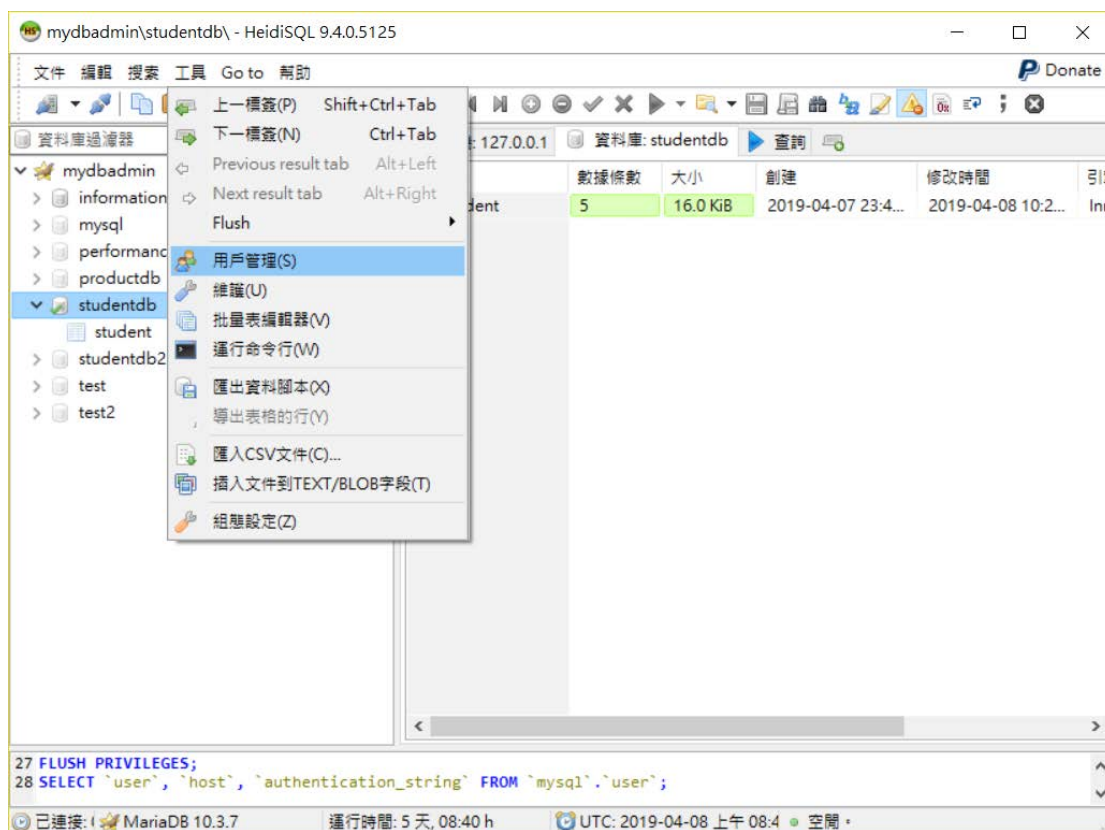 mydbadmin\studentdb\ - HeidiSQL 9.4.0.5125
文件 編輯 搜索 工具 Go to 幫助
Donate
資料庫過濾器
: 127.0.0.1
資料庫: studentdb
查詢
mydbadmin
information
mysql
performanc
productdb
studentdb
student
studentdb2
test
test2
上一標簽(P) Shift+Ctrl+Tab
下一標簽(N) Ctrl+Tab
Previous result tab Alt+Left
Next result tab Alt+Right
Flush
用戶管理(S)
維護(U)
批量表編輯器(V)
運行命令行(W)
匯出資料腳本(X)
導出表格的行(Y)
匯入CSV文件(C)...
插入文件到TEXT/BLOB字段(T)
組態設定(Z)
數據條數 大小 創建 修改時間
dent 5 16.0 KiB 2019-04-07 23:4... 2019-04-08 10:2...
27 FLUSH PRIVILEGES;
28 SELECT `user`, `host`, `authentication_string` FROM `mysql`.`user`;
已連接: MariaDB 10.3.7 運行時間: 5 天, 08:40 h UTC: 2019-04-08 上午 08:4 空閒。